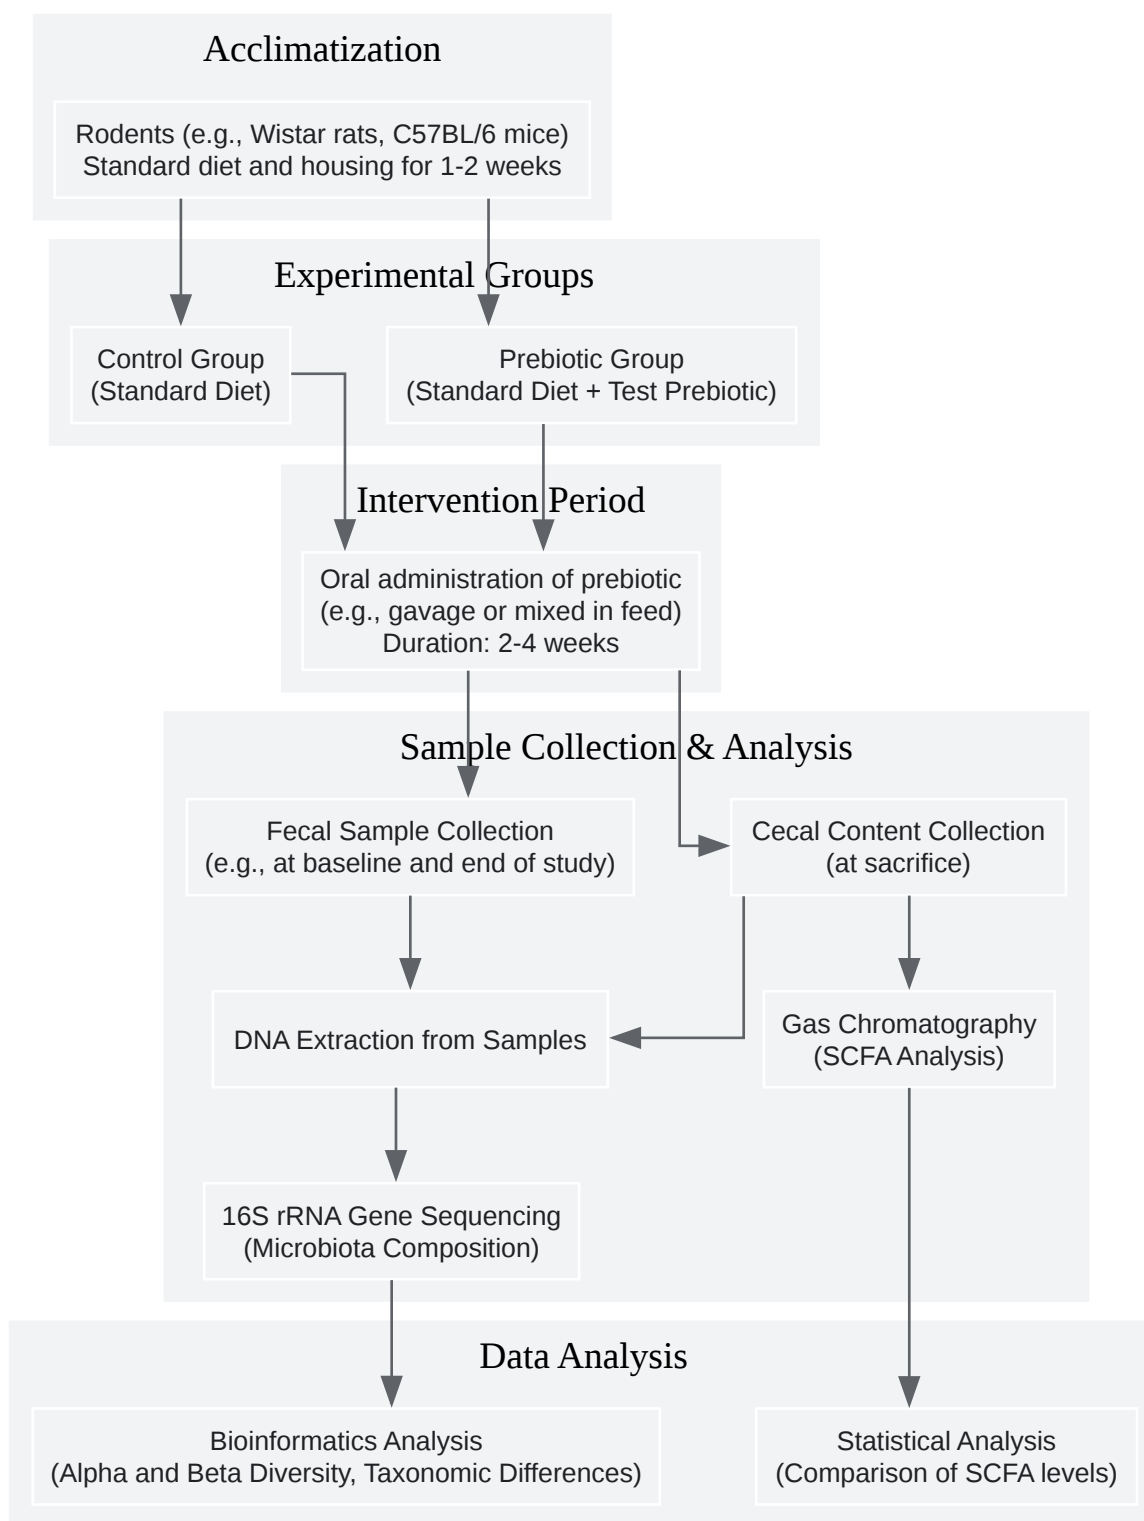 Acclimatization
Rodents (e.g., Wistar rats, C57BL/6 mice)
Standard diet and housing for 1-2 weeks
Experimental Groups
Control Group
(Standard Diet)
Prebiotic Group
(Standard Diet + Test Prebiotic)
Intervention Period
Oral administration of prebiotic
(e.g., gavage or mixed in feed)
Duration: 2-4 weeks
Sample Collection & Analysis
Fecal Sample Collection
(e.g., at baseline and end of study)
Cecal Content Collection
(at sacrifice)
DNA Extraction from Samples
Gas Chromatography
(SCFA Analysis)
16S rRNA Gene Sequencing
(Microbiota Composition)
Data Analysis
Bioinformatics Analysis
(Alpha and Beta Diversity, Taxonomic Differences)
Statistical Analysis
(Comparison of SCFA levels)